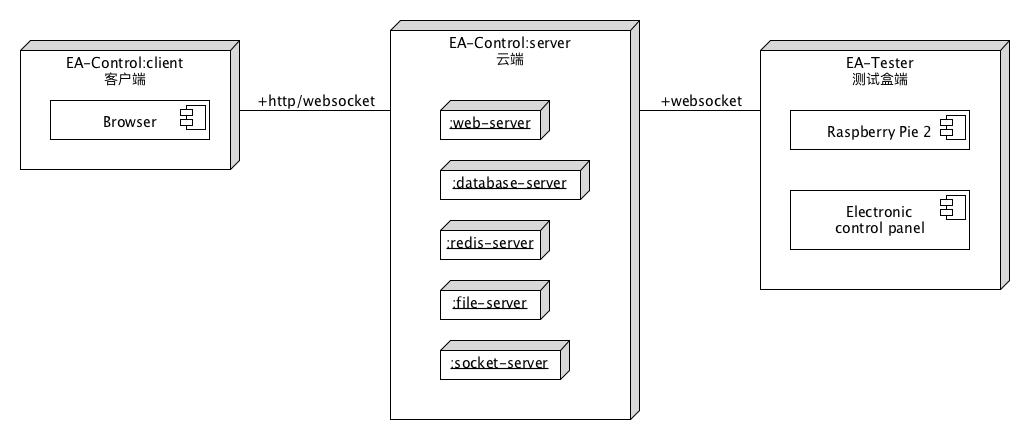 EA-Control:client
客户端
Browser
+http/websocket
EA-Control:server
云端
:web-server
:database-server
:redis-server
:file-server
:socket-server
+websocket
EA-Tester
测试盒端
Raspberry Pie 2
Electronic
control panel